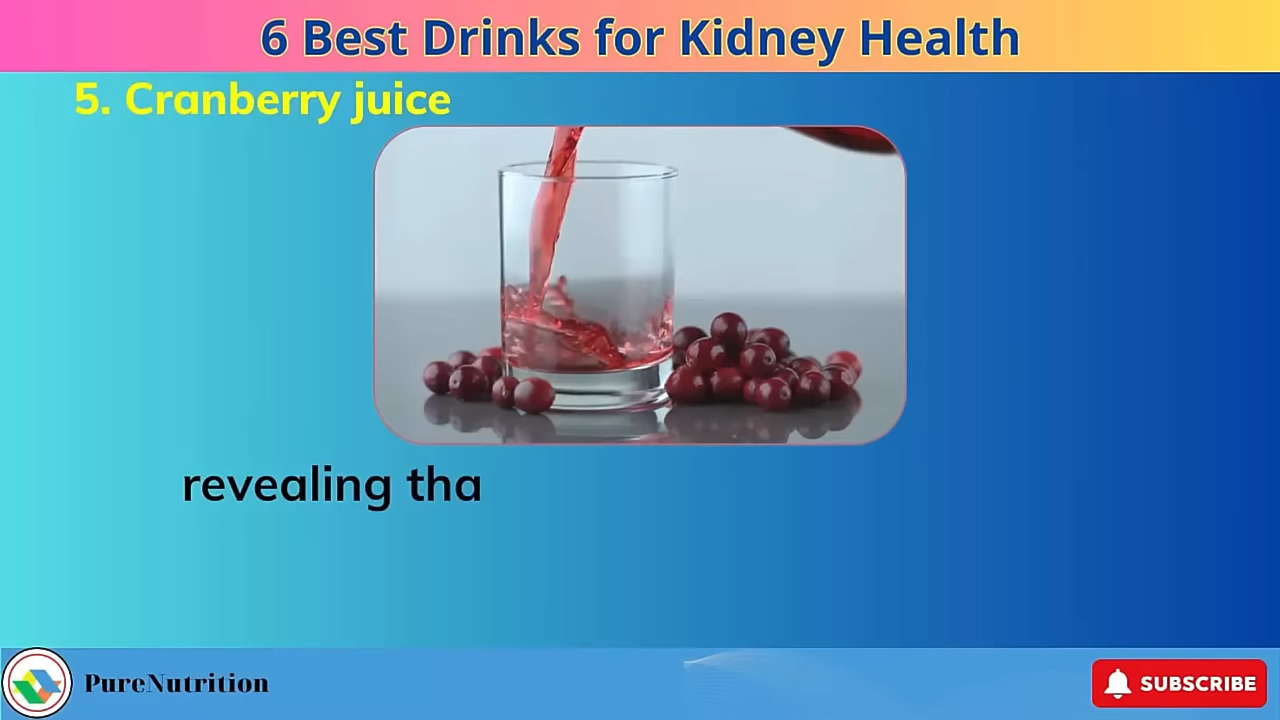 6 Best Drinks for Kidney Health
5. Cranberry juice
revealing tha
PureNutrition
SUBSCRIBE